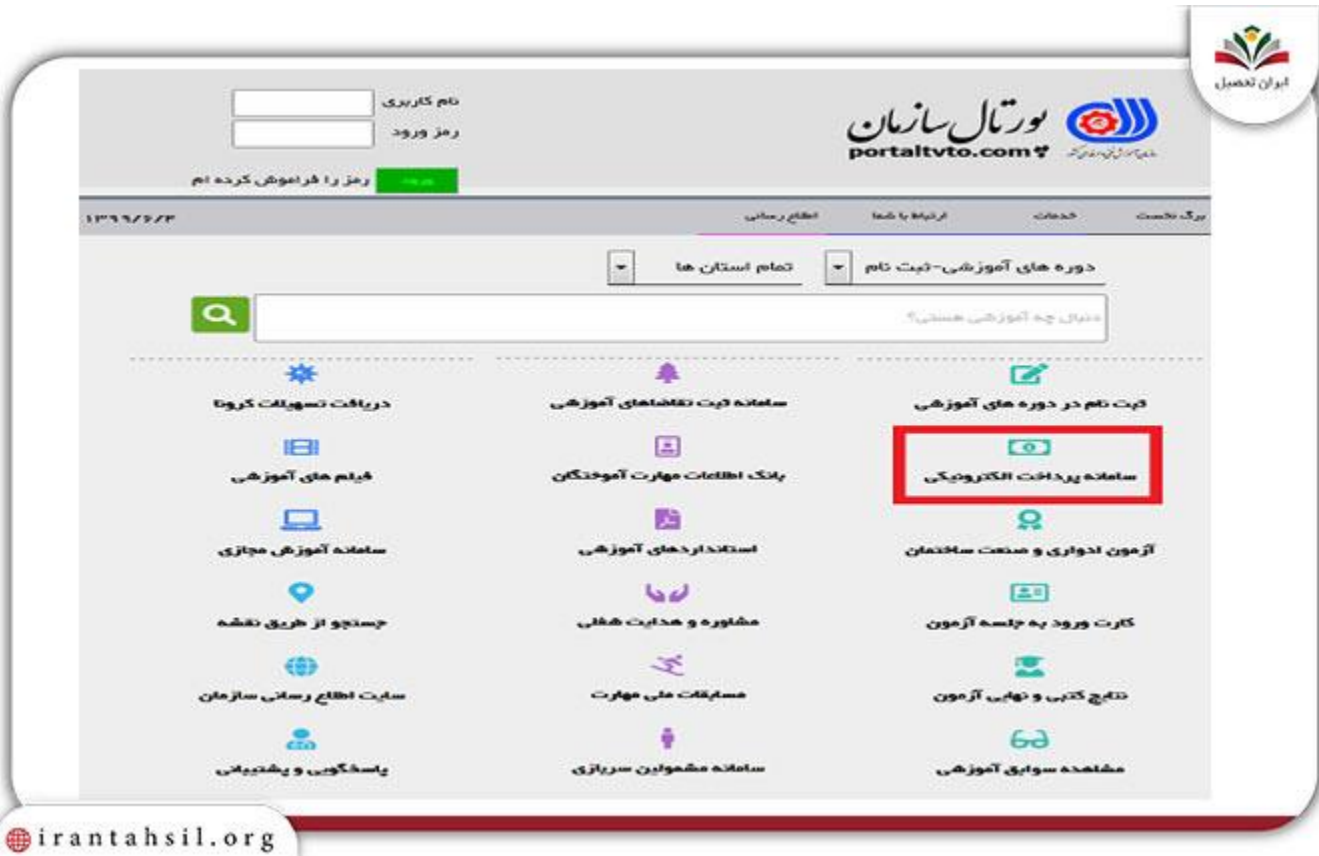 ایران تحصیل
نام کاربری
رمز ورود
ورود
رمز را فراموش کرده ام
پورتال سازمان
portaltvto.com
برگ نخست
خدمات
ارتباط با شما
اطلاع رسانی
۱۳۹۹/۶/۳
دوره های آموزشی-ثبت نام
تمام استان ها
دنبال چه آموزشی هستی؟
ثبت نام در دوره های آموزشی
سامانه ثبت تقاضاهای آموزشی
دریافت تسهیلات کرونا
سامانه پرداخت الکترونیکی
بانک اطلاعات مهارت آموختگان
فیلم های آموزشی
آزمون ادواری و صنعت ساختمان
استانداردهای آموزشی
سامانه آموزش مجازی
کارت ورود به جلسه آزمون
مشاوره و هدایت شغلی
جستجو از طریق نقشه
نتایج کتبی و نهایی آزمون
مسابقات ملی مهارت
سایت اطلاع رسانی سازمان
مشاهده سوابق آموزشی
سامانه مشمولین سربازی
پاسخگویی و پشتیبانی
irantahsil.org